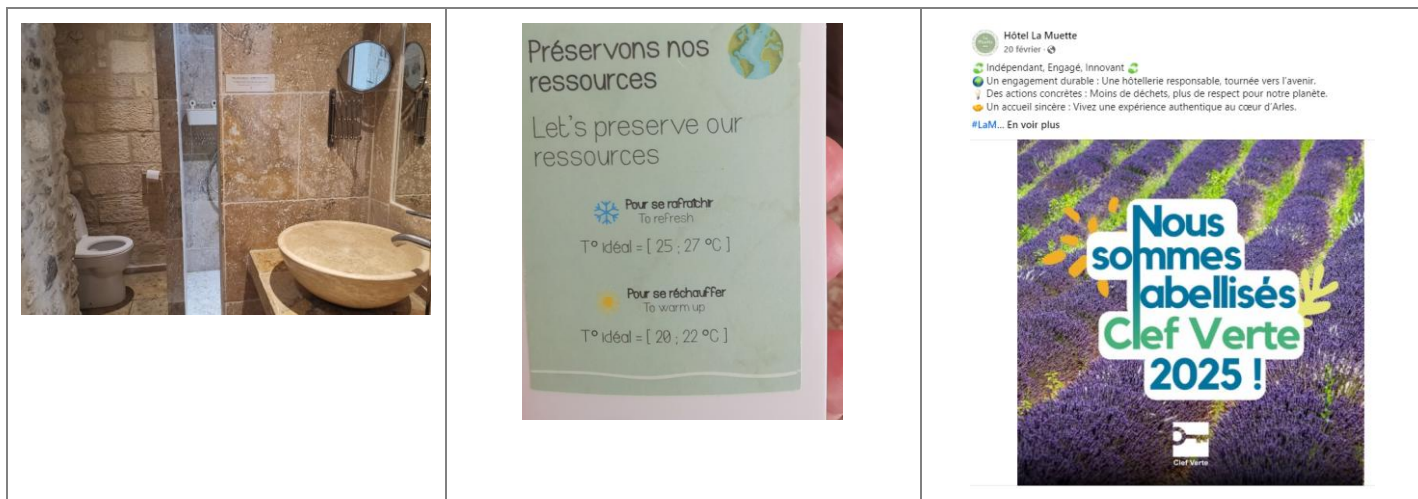 Préservons nos
ressources
Let's preserve our
ressources
Pour se rafraîchir
To refresh
T° idéal = [ 25 ; 27 °C ]
Pour se réchauffer
To warm up
T° idéal = [ 20 ; 22 °C ]
Hôtel La Muette
20 février
Indépendant, Engagé, Innovant
Un engagement durable : Une hôtellerie responsable, tournée vers l'avenir.
Des actions concrètes : Moins de déchets, plus de respect pour notre planète.
Un accueil sincère : Vivez une expérience authentique au cœur d'Arles.
#LaM... En voir plus
Nous
sommes
labellisés
Clef Verte
2025 !
Clef Verte